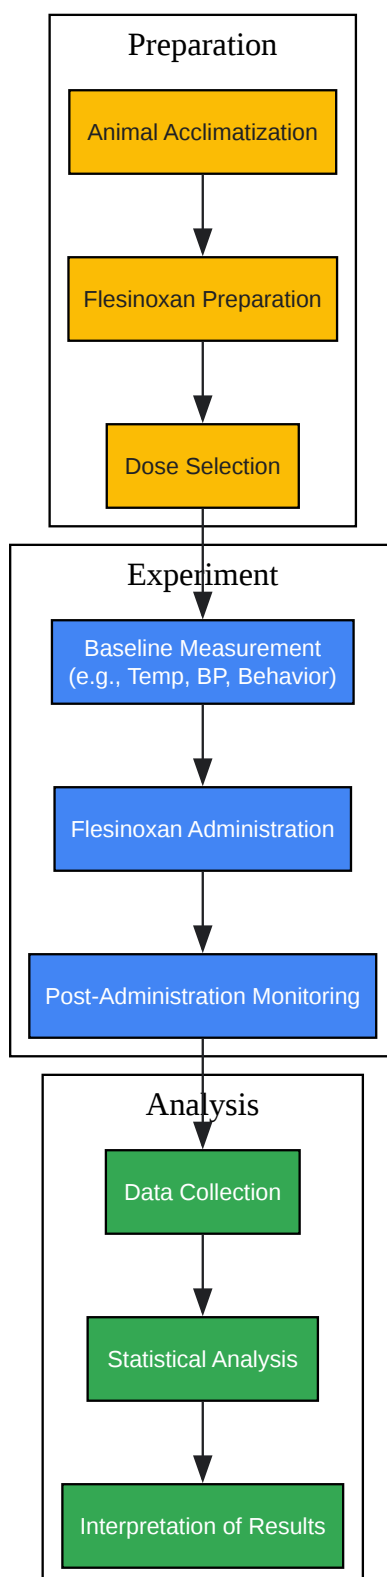 Preparation
Animal Acclimatization
Flesinoxan Preparation
Dose Selection
Experiment
Baseline Measurement
(e.g., Temp, BP, Behavior)
Flesinoxan Administration
Post-Administration Monitoring
Analysis
Data Collection
Statistical Analysis
Interpretation of Results